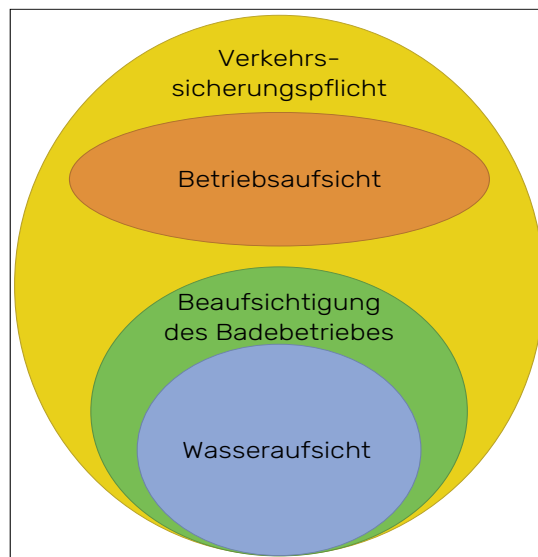 Verkehrs-
sicherungspflicht
Betriebsaufsicht
Beaufsichtigung
des Badebetriebes
Wasseraufsicht